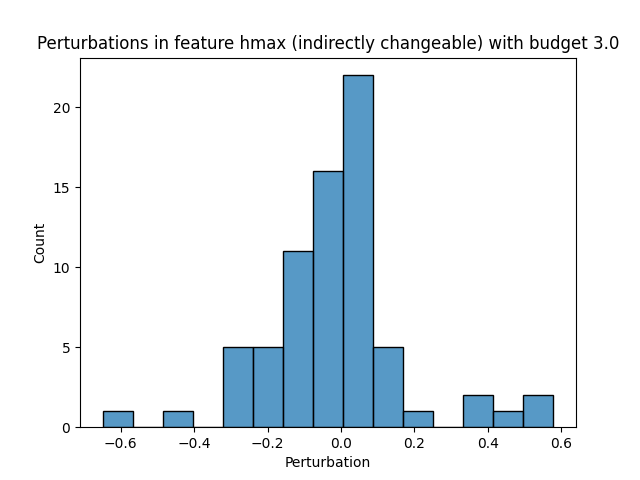 Perturbations in feature hmax (indirectly changeable) with budget 3.0
20
15
10
5
0
Count
−0.6 −0.4 −0.2 0.0 0.2 0.4 0.6
Perturbation